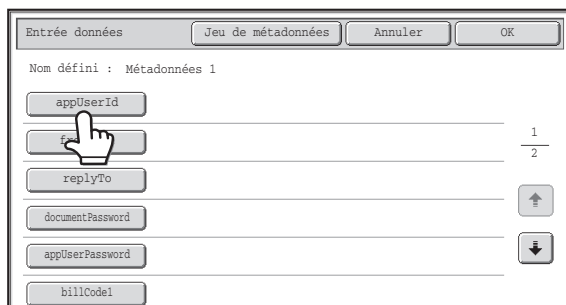 Entrée données Jeu de métadonnées Annuler OK
Nom défini : Métadonnées 1
appUserId
1
2
replyTo
documentPassword
appUserPassword
billCode1